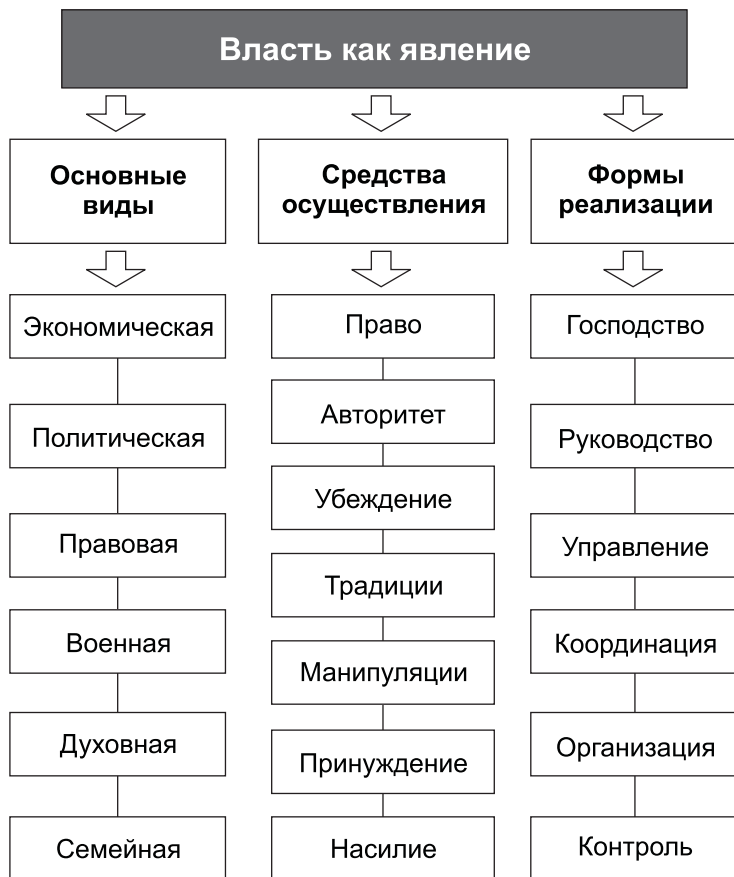 Власть как явление
Основные
виды
Экономическая
Политическая
Правовая
Военная
Духовная
Семейная
Средства
осуществления
Право
Авторитет
Убеждение
Традиции
Манипуляции
Принуждение
Насилие
Формы
реализации
Господство
Руководство
Управление
Координация
Организация
Контроль